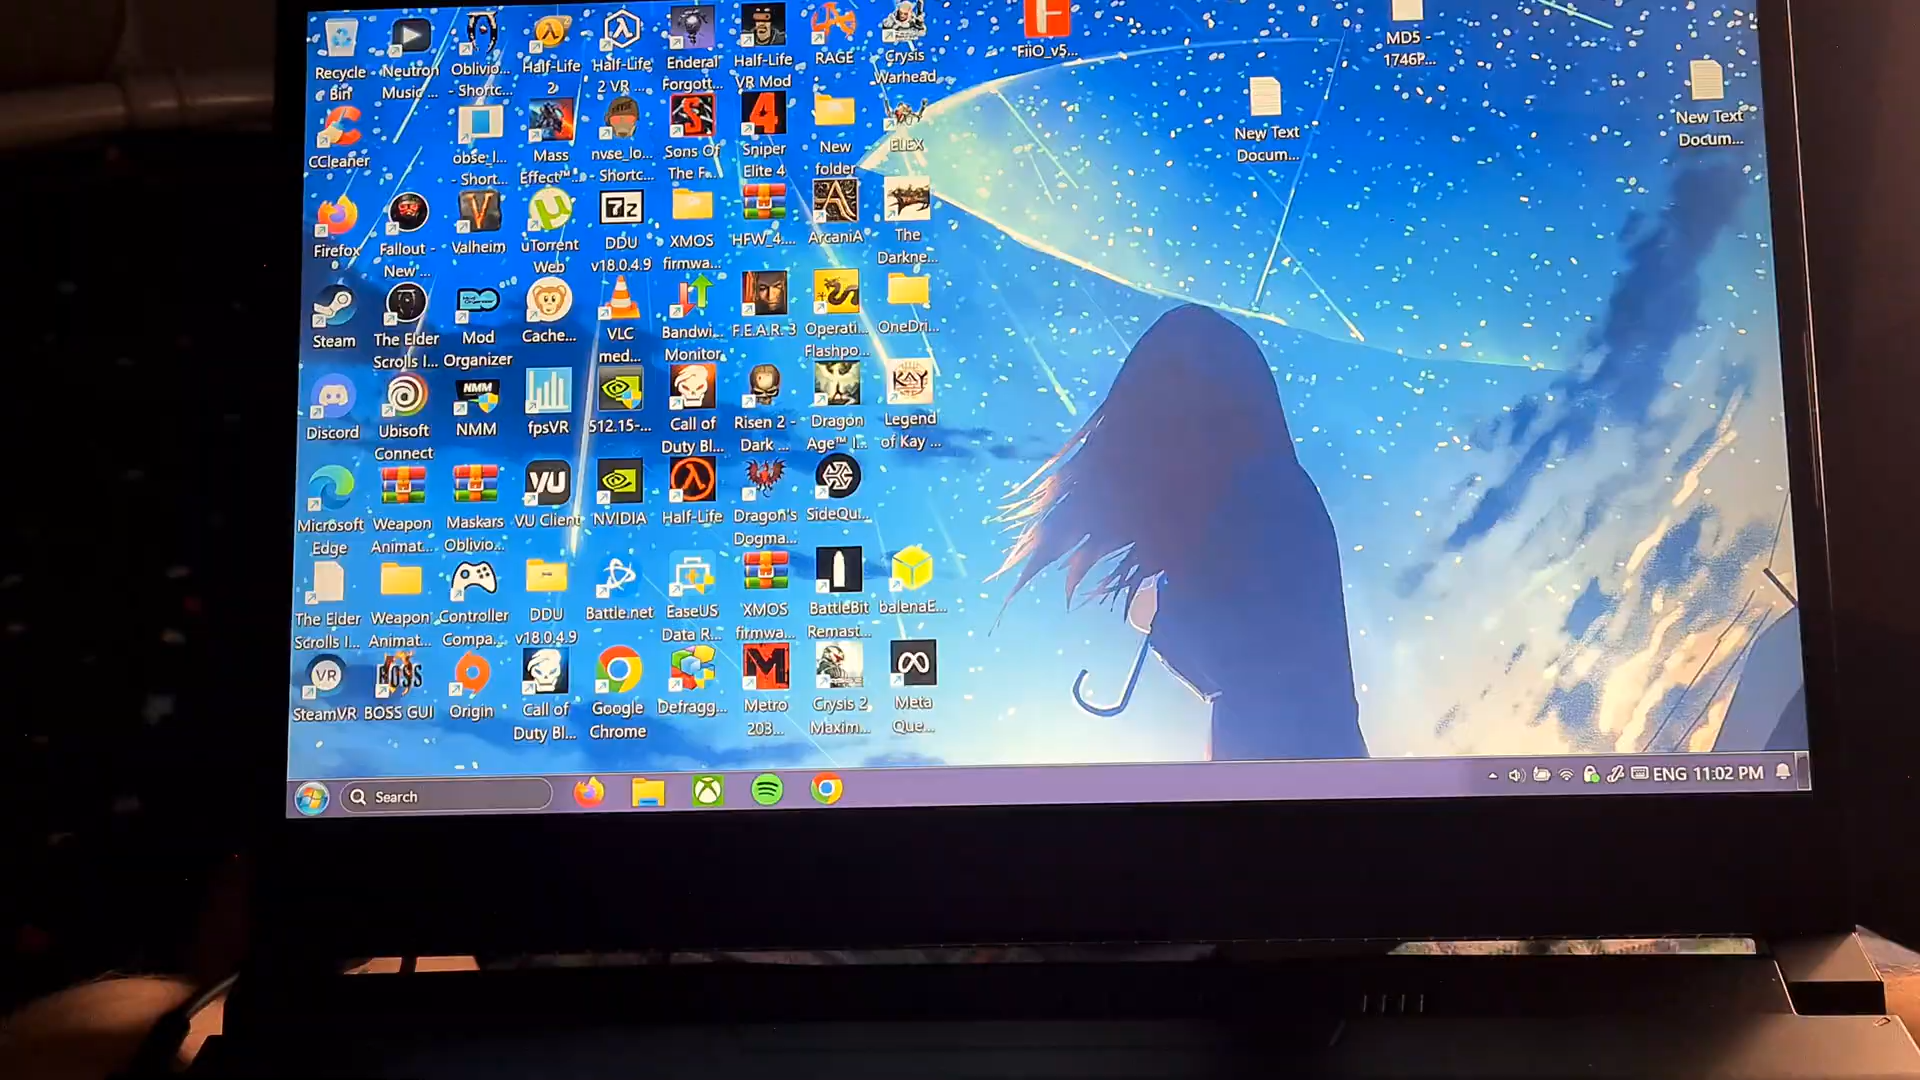 Recycle
Bin
Neutron
Music ...
Oblivio...
- Shortc...
Half-Life
2
Half-Life
2 VR ...
Enderal
Forgott...
Half-Life
VR Mod
RAGE
Crysis
Warhead
FiiO_v5...
MD5 -
1746P...
CCleaner
obse_l...
- Short...
Mass
Effect™...
nvse_lo...
- Shortc...
Sons Of
The F...
4
Sniper
Elite 4
New
folder
ELEX
New Text
Docum...
New Text
Docum...
Firefox
Fallout -
New ...
Valheim
uTorrent
Web
7z
DDU
v18.0.4.9
XMOS
firmwa...
HFW_4....
ArcaniA
The
Darkne...
Steam
The Elder
Scrolls I...
Mod
Organizer
Cache...
VLC
med...
Bandwi...
Monitor
F.E.A.R. 3
Operati...
Flashpo...
OneDri...
Discord
Ubisoft
Connect
NMM
NMM
fpsVR
512.15-...
Call of
Duty Bl...
Risen 2 -
Dark ...
Dragon
Age™ I...
KAY
Legend
of Kay ...
Microsoft
Edge
Weapon
Animat...
Maskars
Oblivio...
VU
VU Client
NVIDIA
Half-Life
Dragon's
Dogma...
SideQu...
The Elder
Scrolls I...
Weapon
Animat...
Controller
Compa...
DDU
v18.0.4.9
Battle.net
EaseUS
Data R...
XMOS
firmwa...
BattleBit
Remast...
balenaE...
VR
SteamVR
BOSS
BOSS GUI
Origin
Call of
Duty Bl...
Google
Chrome
Defragg...
Metro
203...
Crysis 2
Maxim...
Meta
Que...
Search
ENG 11:02 PM